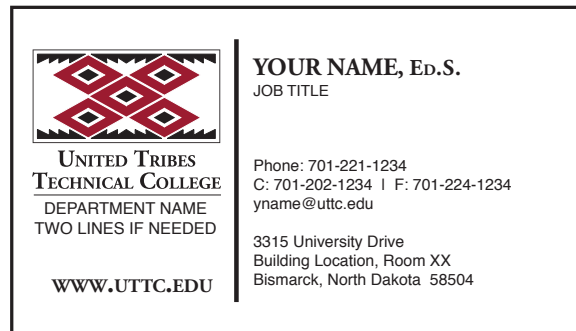 UNITED TRIBES
TECHNICAL COLLEGE
DEPARTMENT NAME
TWO LINES IF NEEDED
WWW.UTTC.EDU
YOUR NAME, ED.S.
JOB TITLE
Phone: 701-221-1234
C: 701-202-1234 | F: 701-224-1234
yname@uttc.edu
3315 University Drive
Building Location, Room XX
Bismarck, North Dakota 58504